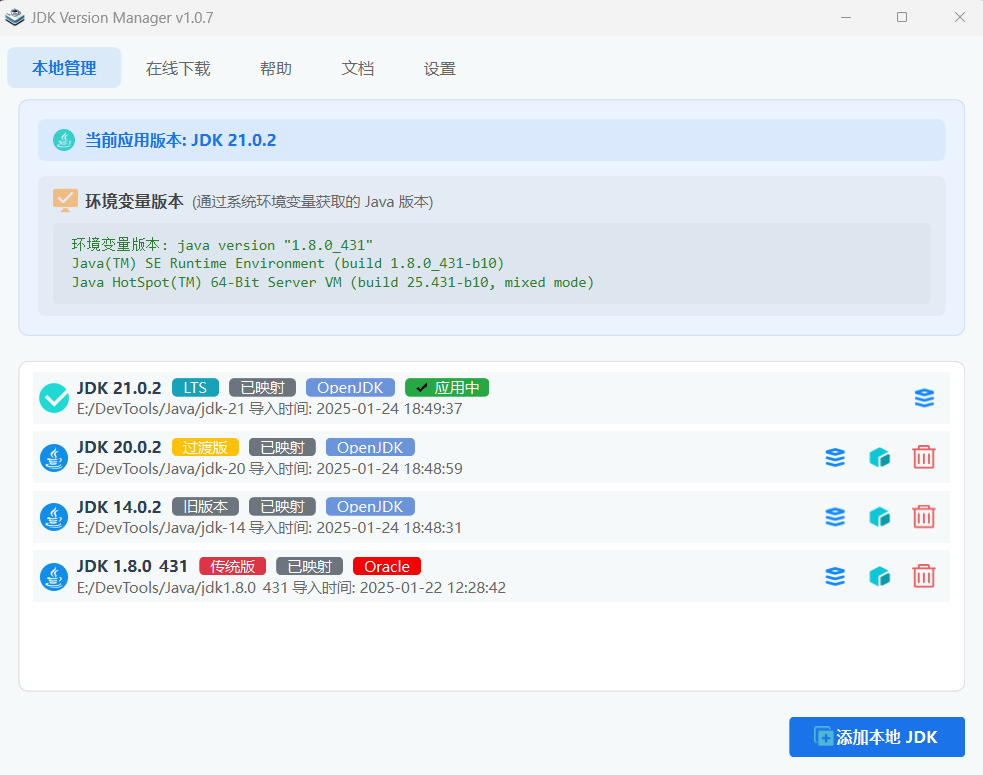 JDK Version Manager v1.0.7
本地管理 在线下载 帮助 文档 设置
当前应用版本: JDK 21.0.2
环境变量版本 (通过系统环境变量获取的 Java 版本)
环境变量版本: java version "1.8.0_431"
Java(TM) SE Runtime Environment (build 1.8.0_431-b10)
Java HotSpot(TM) 64-Bit Server VM (build 25.431-b10, mixed mode)
JDK 21.0.2 LTS 已映射 OpenJDK 应用中
E:/DevTools/Java/jdk-21 导入时间: 2025-01-24 18:49:37
JDK 20.0.2 过渡版 已映射 OpenJDK
E:/DevTools/Java/jdk-20 导入时间: 2025-01-24 18:48:59
JDK 14.0.2 旧版本 已映射 OpenJDK
E:/DevTools/Java/jdk-14 导入时间: 2025-01-24 18:48:31
JDK 1.8.0 431 传统版 已映射 Oracle
E:/DevTools/Java/jdk1.8.0 431 导入时间: 2025-01-22 12:28:42
添加本地 JDK